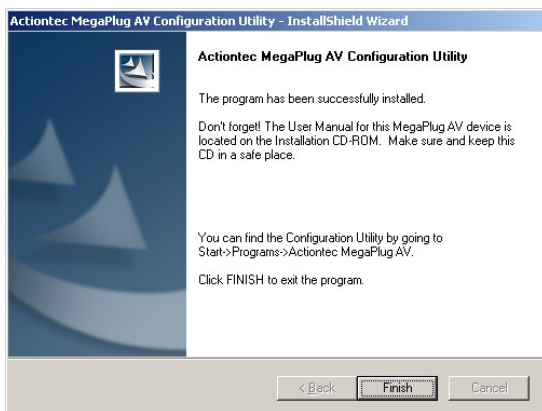 Actiontec MegaPlug AV Configuration Utility - InstallShield Wizard
Actiontec MegaPlug AV Configuration Utility
The program has been successfully installed.
Don't forget! The User Manual for this MegaPlug AV device is
located on the Installation CD-ROM. Make sure and keep this
CD in a safe place.
You can find the Configuration Utility by going to
Start->Programs->Actiontec MegaPlug AV.
Click FINISH to exit the program.
< Back
Finish
Cancel